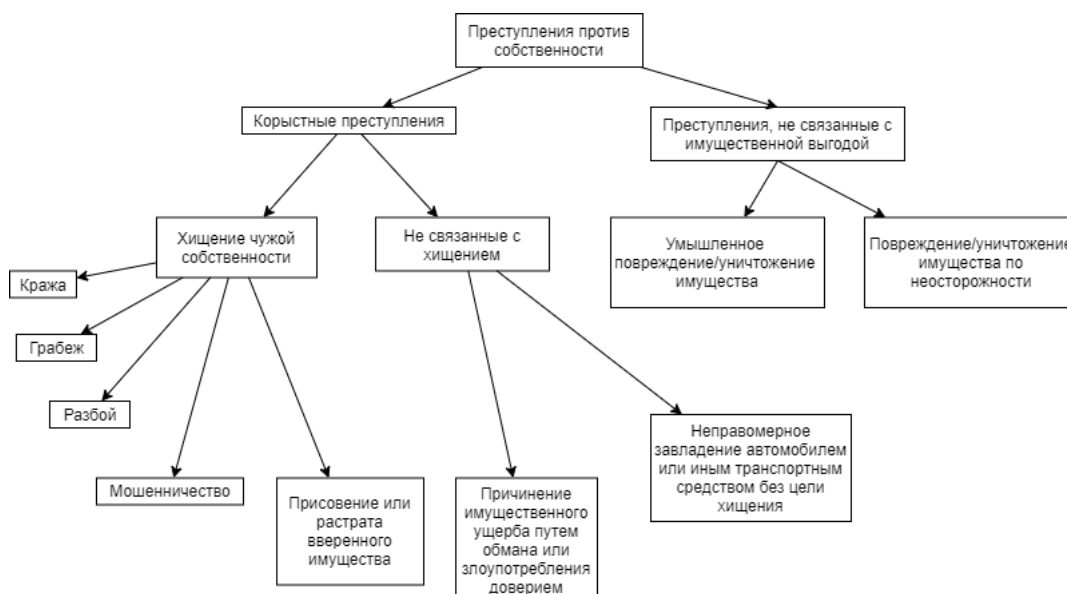 Преступления против
собственности
Корыстные преступления
Преступления, не связанные с
имущественной выгодой
Хищение чужой
собственности
Не связанные с
хищением
Умышленное
повреждение/уничтожение
имущества
Повреждение/уничтожение
имущества по
неосторожности
Кража
Грабеж
Разбой
Мошенничество
Присовение или
растрата
вверенного
имущества
Причинение
имущественного
ущерба путем
обмана или
злоупотребления
доверием
Неправомерное
завладение автомобилем
или иным транспортным
средством без цели
хищения